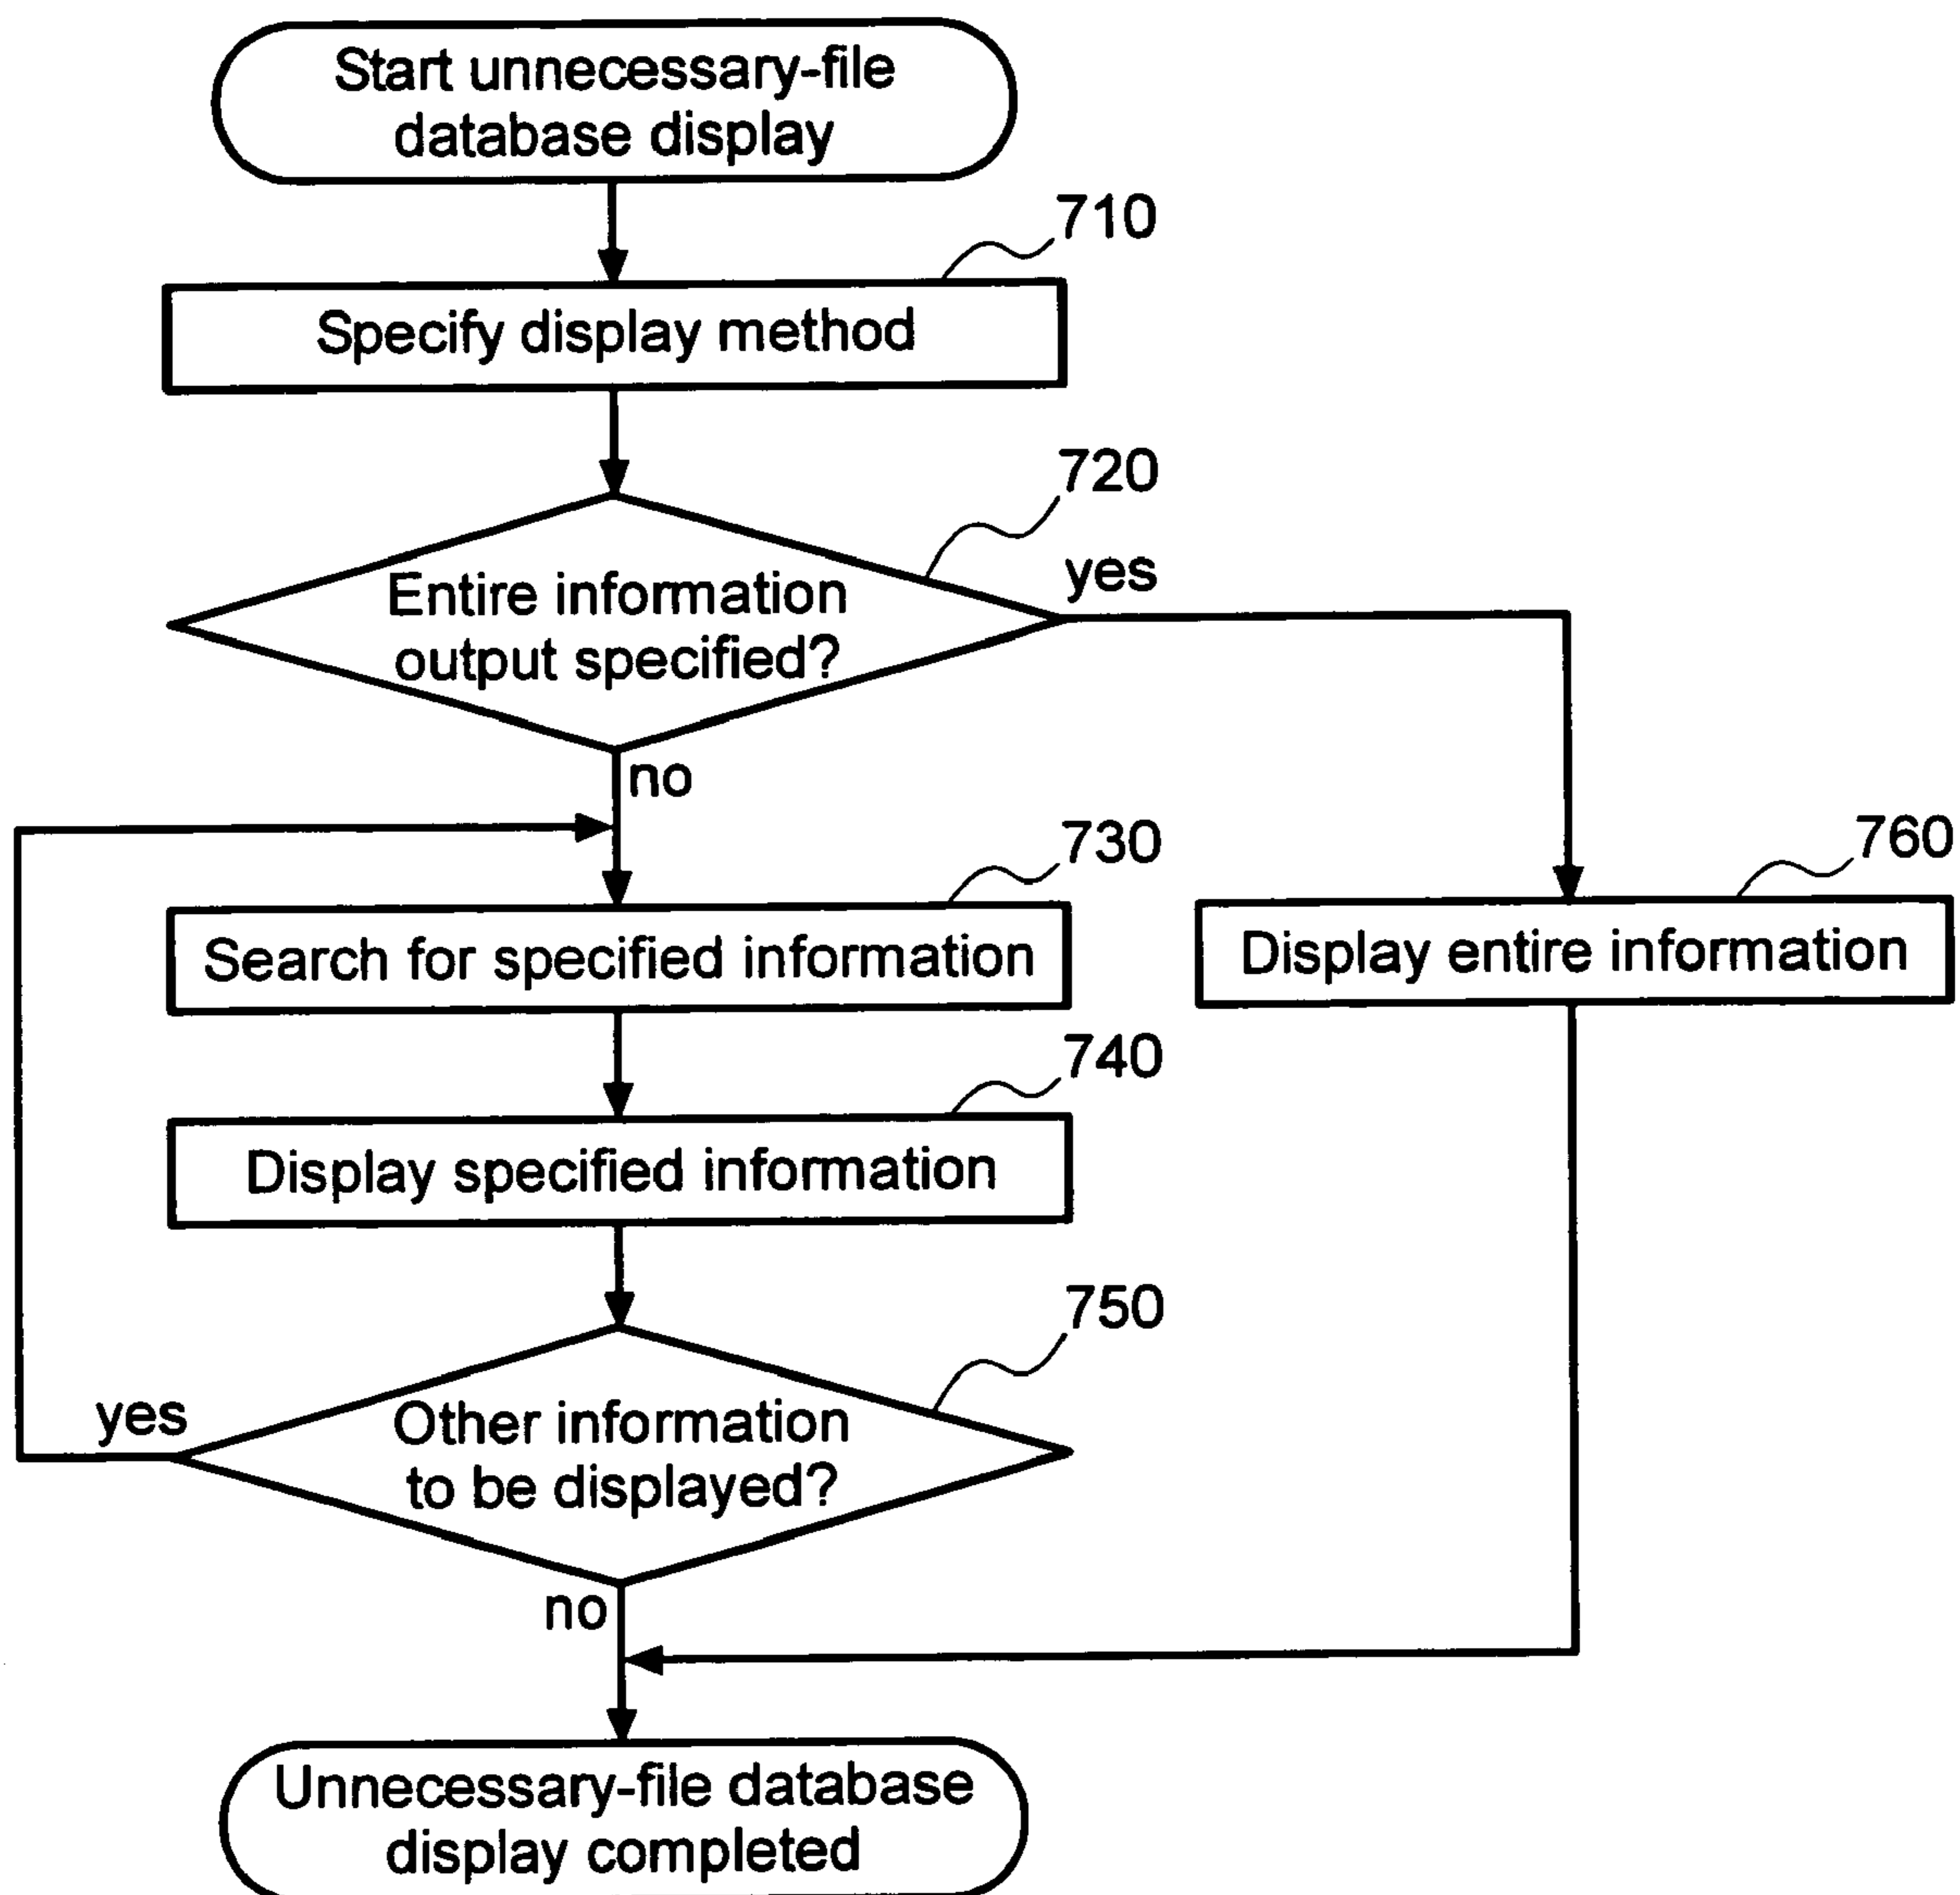 Start unnecessary-file
database display
710
Specify display method
720
yes
Entire information
output specified?
no
730
760
Search for specified information
Display entire information
740
Display specified information
750
yes
Other information
to be displayed?
no
Unnecessary-file database
display completed